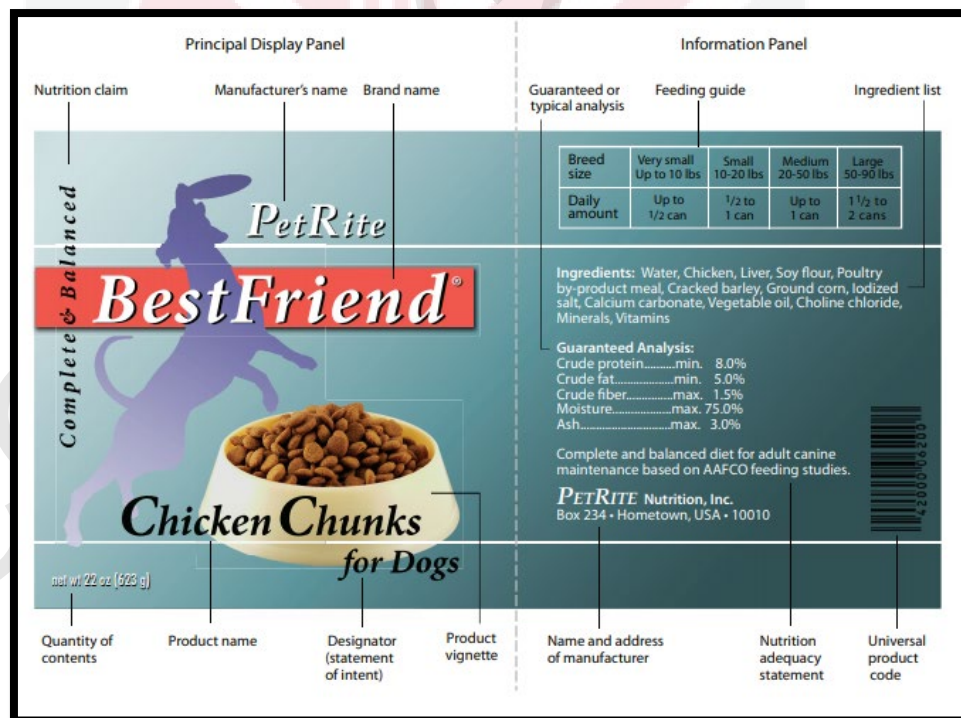 Principal Display Panel
Information Panel
Nutrition claim
Manufacturer's name
Brand name
Guaranteed or
typical analysis
Feeding guide
Ingredient list
Complete & Balanced
PETRITE
BestFriend®
Chicken Chunks
for Dogs
net wt 22 oz (623 g)
Breed size | Very small Up to 10 lbs | Small 10-20 lbs | Medium 20-50 lbs | Large 50-90 lbs
Daily amount | Up to 1/2 can | 1/2 to 1 can | Up to 1 can | 1 1/2 to 2 cans
Ingredients: Water, Chicken, Liver, Soy flour, Poultry
by-product meal, Cracked barley, Ground corn, Iodized
salt, Calcium carbonate, Vegetable oil, Choline chloride,
Minerals, Vitamins
Guaranteed Analysis:
Crude protein..........min. 8.0%
Crude fat...................min. 5.0%
Crude fiber...............max. 1.5%
Moisture...................max. 75.0%
Ash.............................max. 3.0%
Complete and balanced diet for adult canine
maintenance based on AAFCO feeding studies.
PETRITE Nutrition, Inc.
Box 234 • Hometown, USA • 10010
42000 06200
Quantity of
contents
Product name
Designator
(statement
of intent)
Product
vignette
Name and address
of manufacturer
Nutrition
adequacy
statement
Universal
product
code